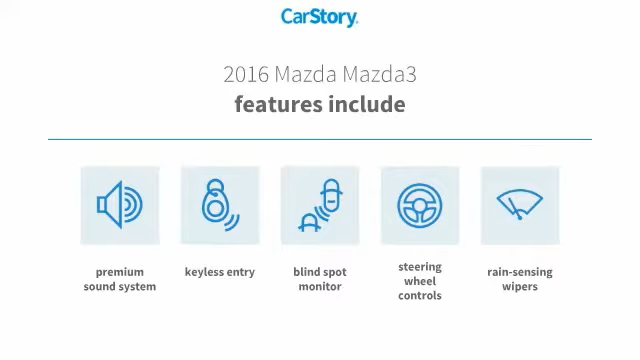 CarStory.
2016 Mazda Mazda3
features include
premium
sound system
keyless entry
blind spot
monitor
steering
wheel
controls
rain-sensing
wipers